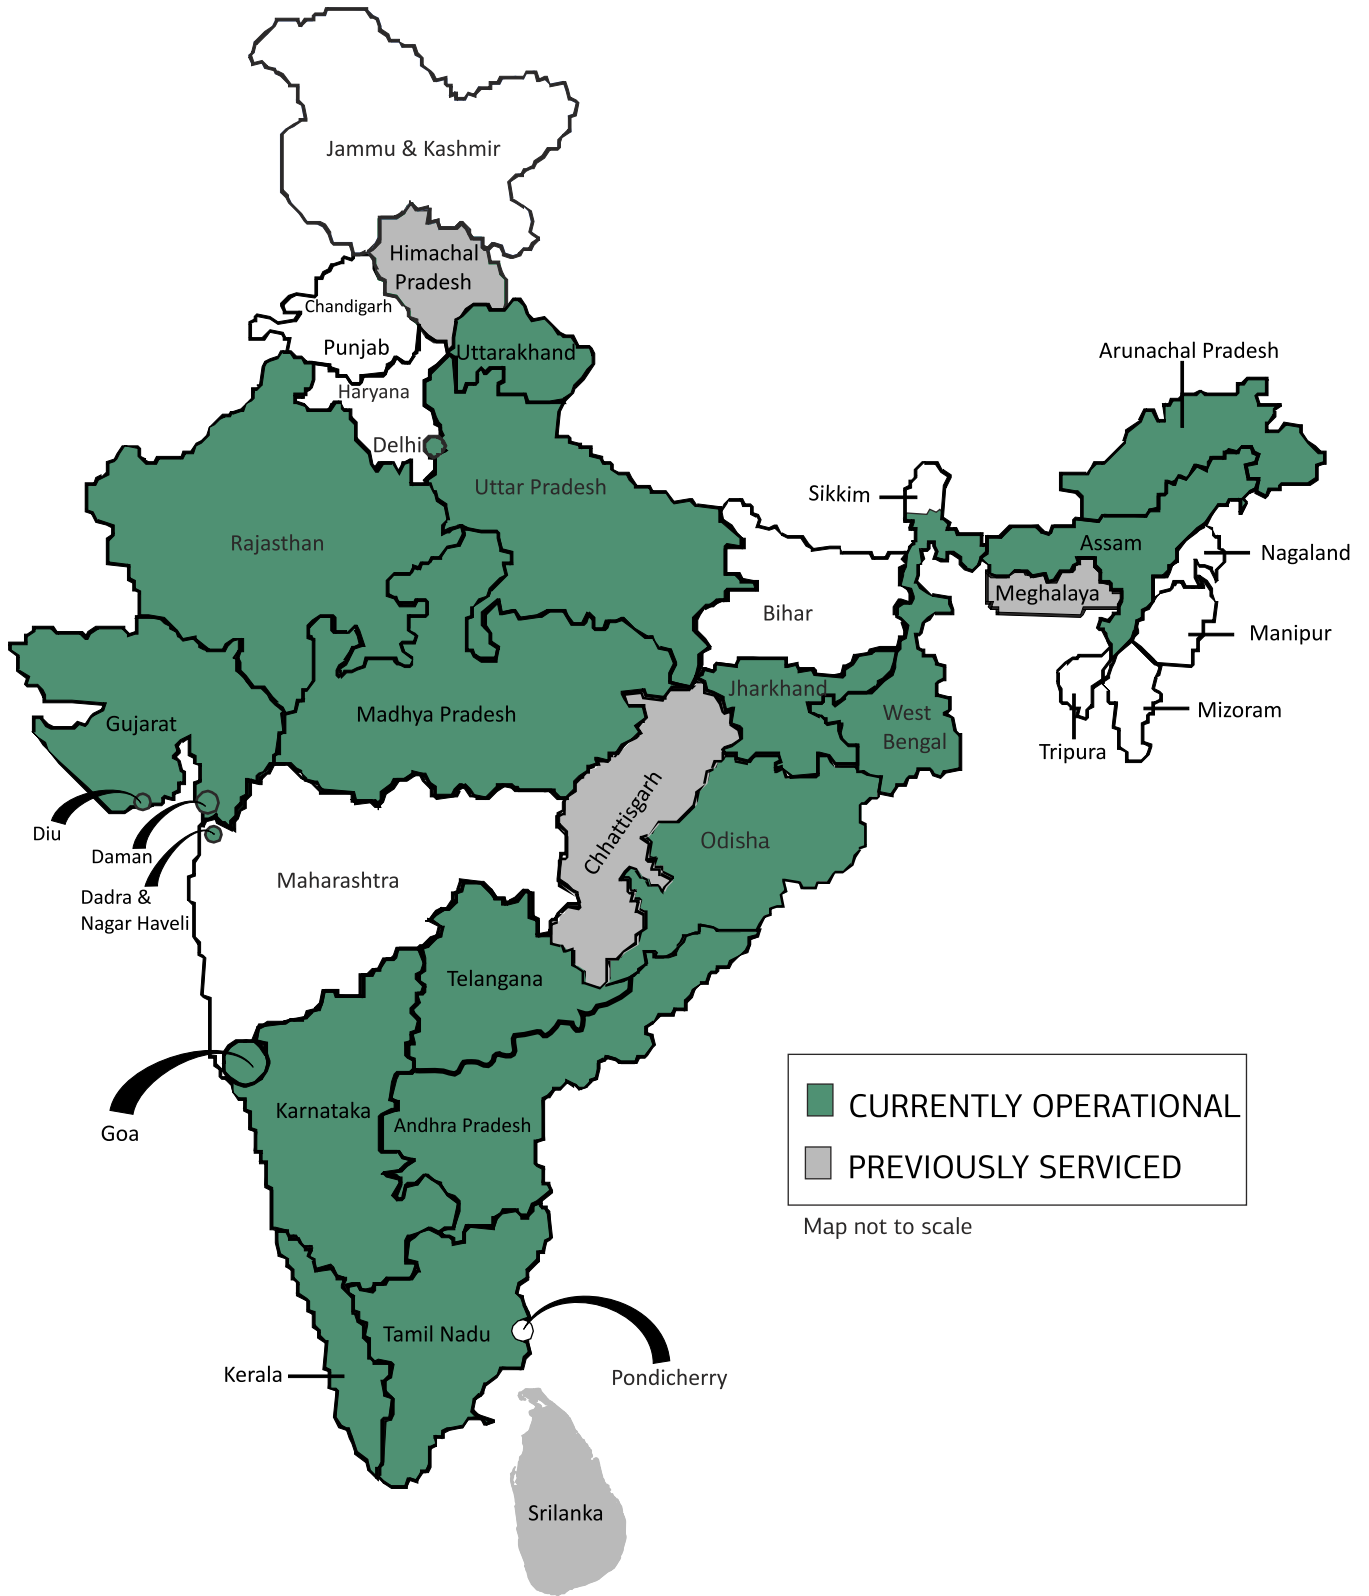 Jammu & Kashmir
Himachal
Pradesh
Chandigarh
Punjab
Uttarakhand
Haryana
Delhi
Arunachal Pradesh
Uttar Pradesh
Sikkim
Rajasthan
Assam
Nagaland
Meghalaya
Bihar
Manipur
Jharkhand
Madhya Pradesh
Gujarat
West
Bengal
Mizoram
Tripura
Chhattisgarh
Diu
Daman
Odisha
Maharashtra
Dadra &
Nagar Haveli
Telangana
Goa
Karnataka
Andhra Pradesh
CURRENTLY OPERATIONAL
PREVIOUSLY SERVICED
Map not to scale
Tamil Nadu
Kerala
Pondicherry
Srilanka